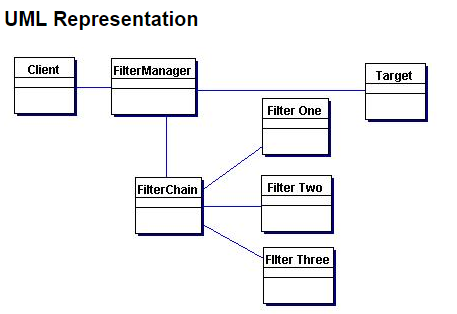 UML Representation
Client
FilterManager
Target
Filter One
FilterChain
Filter Two
FIlter Three